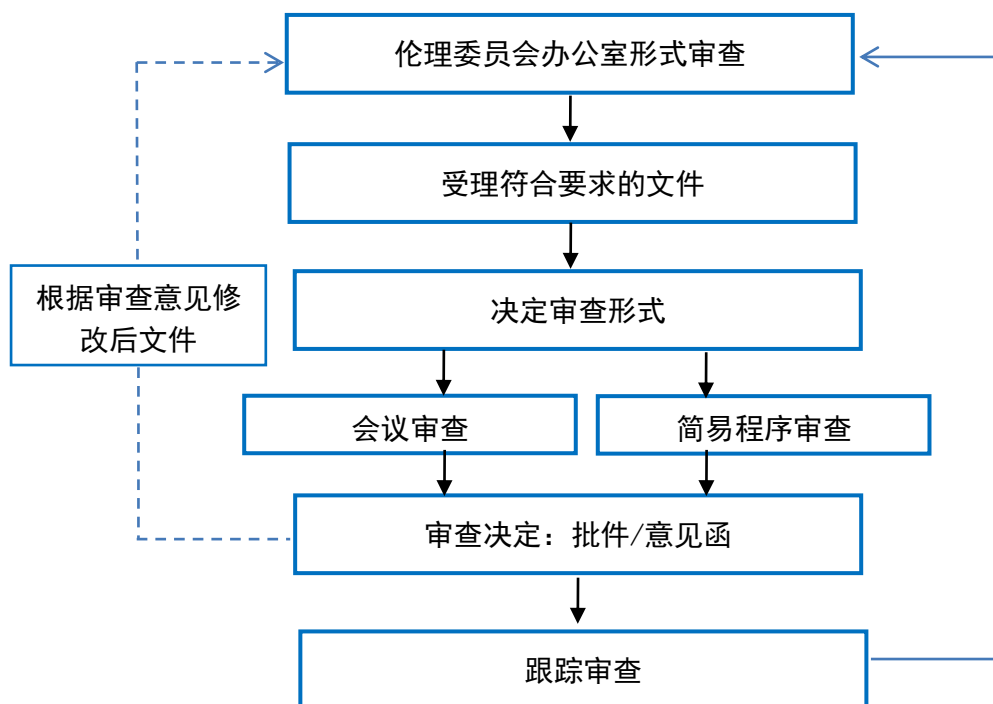 伦理委员会办公室形式审查
受理符合要求的文件
决定审查形式
根据审查意见修
改后文件
会议审查
简易程序审查
审查决定：批件/意见函
跟踪审查